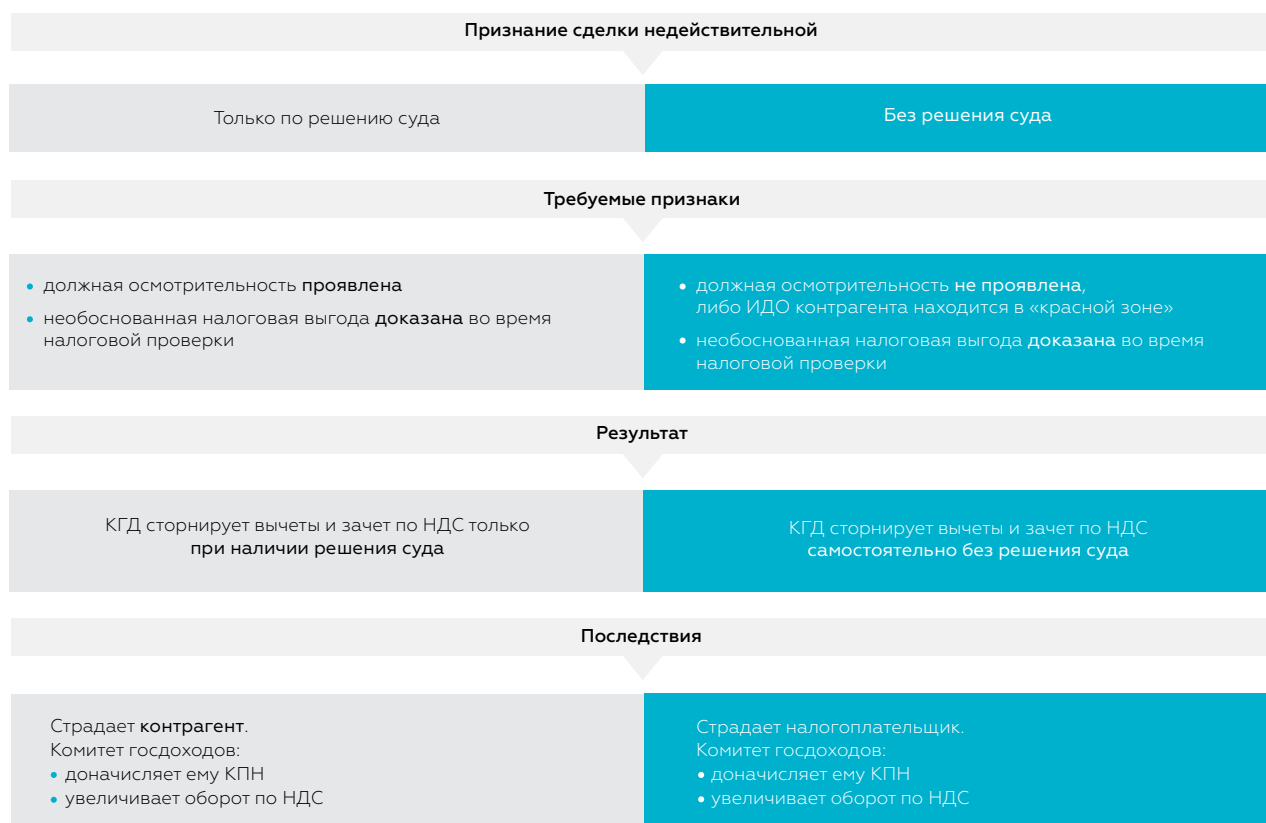 Признание сделки недействительной
Только по решению суда
Без решения суда
Требуемые признаки
• должная осмотрительность проявлена
• необоснованная налоговая выгода доказана во время
налоговой проверки
• должная осмотрительность не проявлена,
либо ИДО контрагента находится в «красной зоне»
• необоснованная налоговая выгода доказана во время
налоговой проверки
Результат
КГД сторнирует вычеты и зачет по НДС только
при наличии решения суда
КГД сторнирует вычеты и зачет по НДС
самостоятельно без решения суда
Последствия
Страдает контрагент.
Комитет госдоходов:
• доначисляет ему КПН
• увеличивает оборот по НДС
Страдает налогоплательщик.
Комитет госдоходов:
• доначисляет ему КПН
• увеличивает оборот по НДС